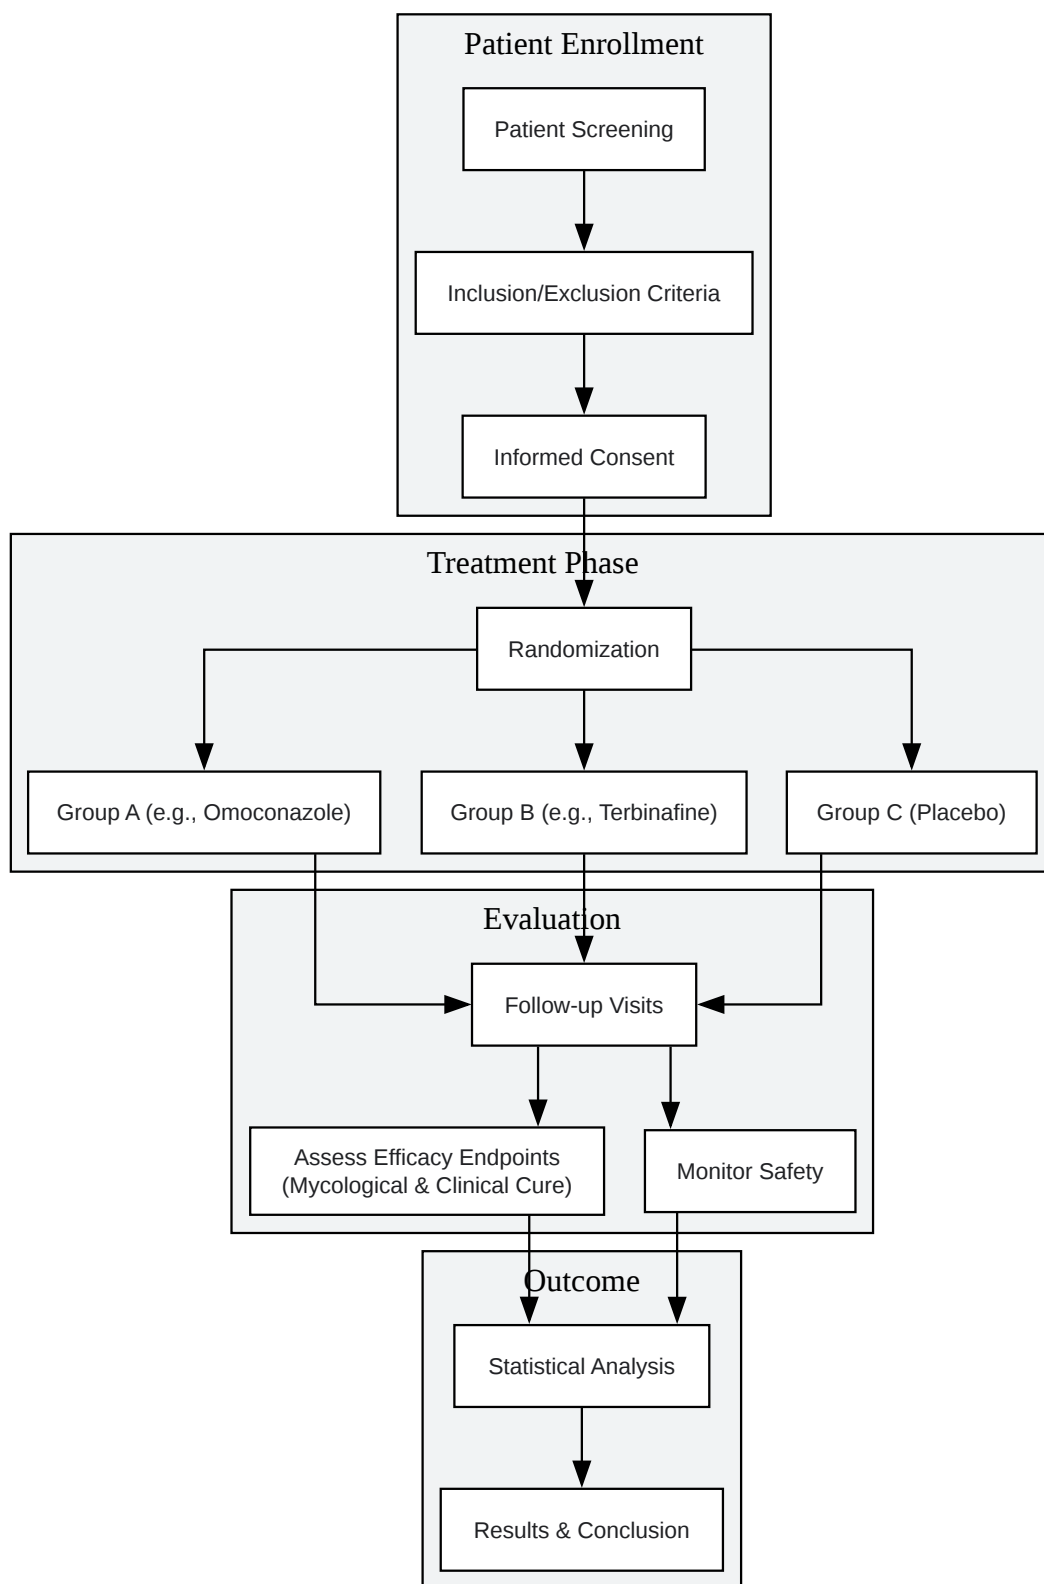 Patient Enrollment
Patient Screening
Inclusion/Exclusion Criteria
Informed Consent
Treatment Phase
Randomization
Group A (e.g., Omoconazole)
Group B (e.g., Terbinafine)
Group C (Placebo)
Evaluation
Follow-up Visits
Assess Efficacy Endpoints
(Mycological & Clinical Cure)
Monitor Safety
Outcome
Statistical Analysis
Results & Conclusion